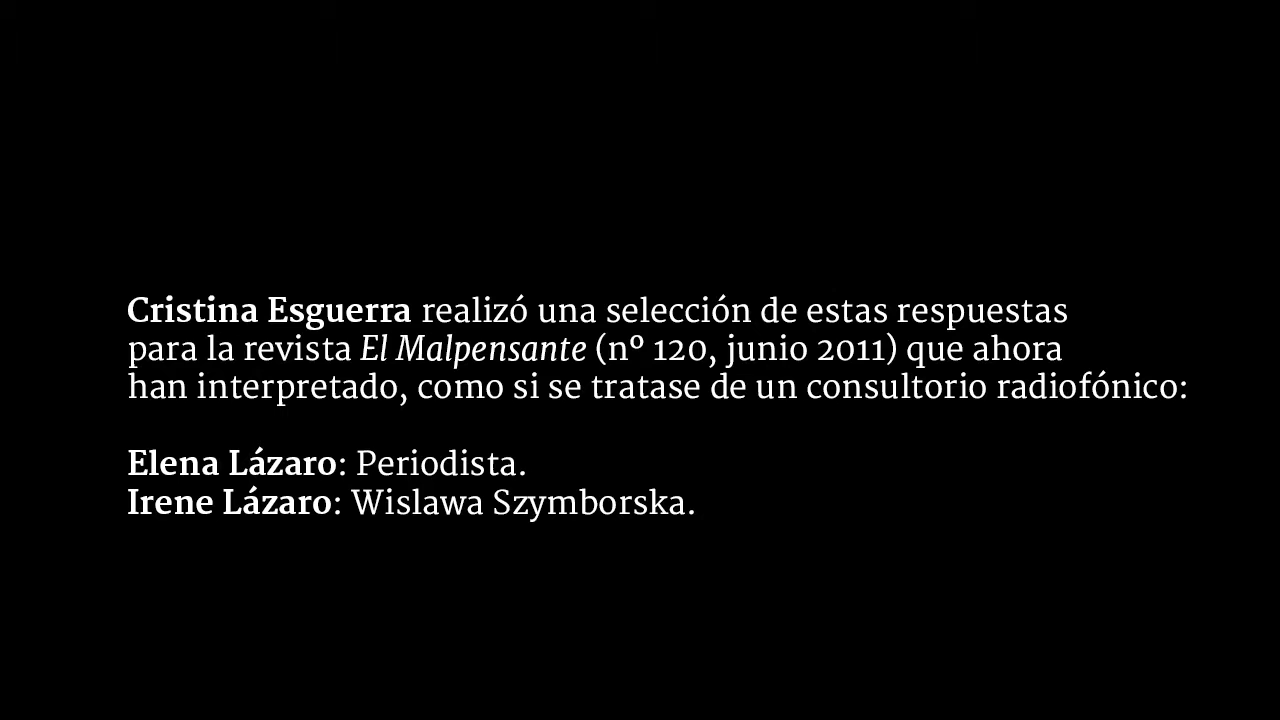 Cristina Esguerra realizó una selección de estas respuestas
para la revista El Malpensante (nº 120, junio 2011) que ahora
han interpretado, como si se tratase de un consultorio radiofónico:
Elena Lázaro: Periodista.
Irene Lázaro: Wislawa Szymborska.